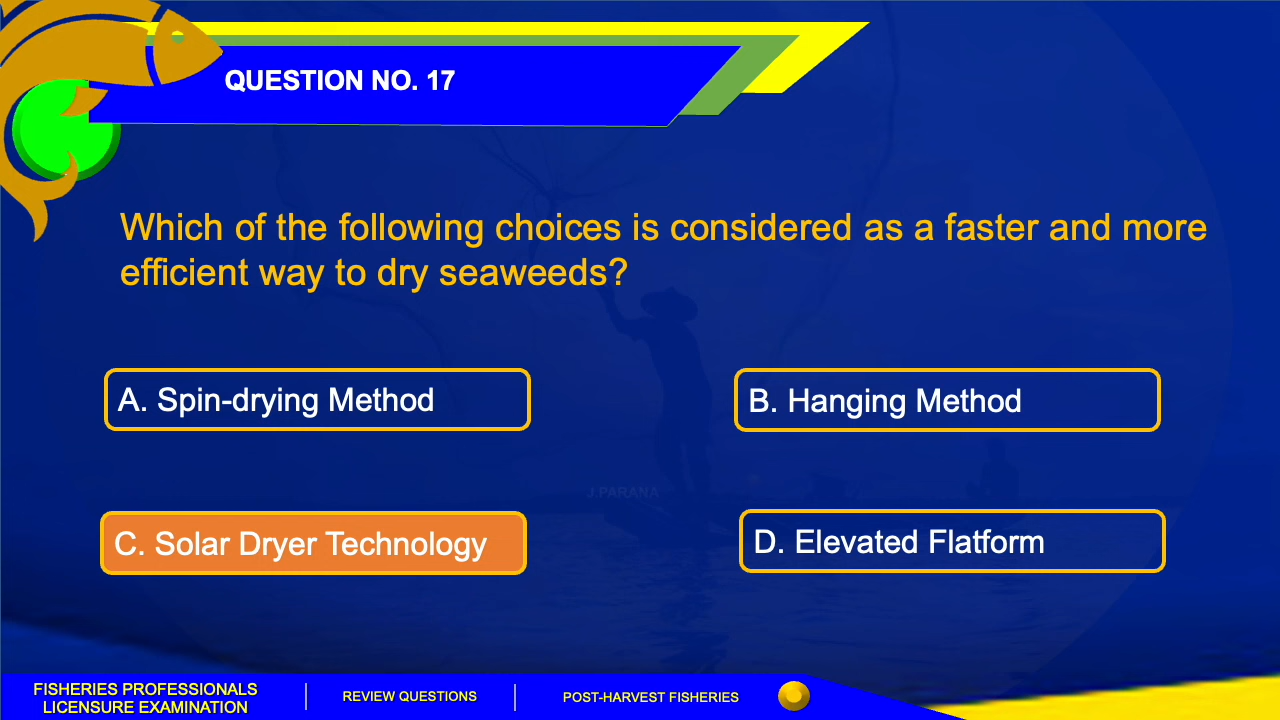 QUESTION NO. 17
Which of the following choices is considered as a faster and more
efficient way to dry seaweeds?
A. Spin-drying Method
B. Hanging Method
J.PARANA
C. Solar Dryer Technology
D. Elevated Flatform
FISHERIES PROFESSIONALS
LICENSURE EXAMINATION
REVIEW QUESTIONS
POST-HARVEST FISHERIES